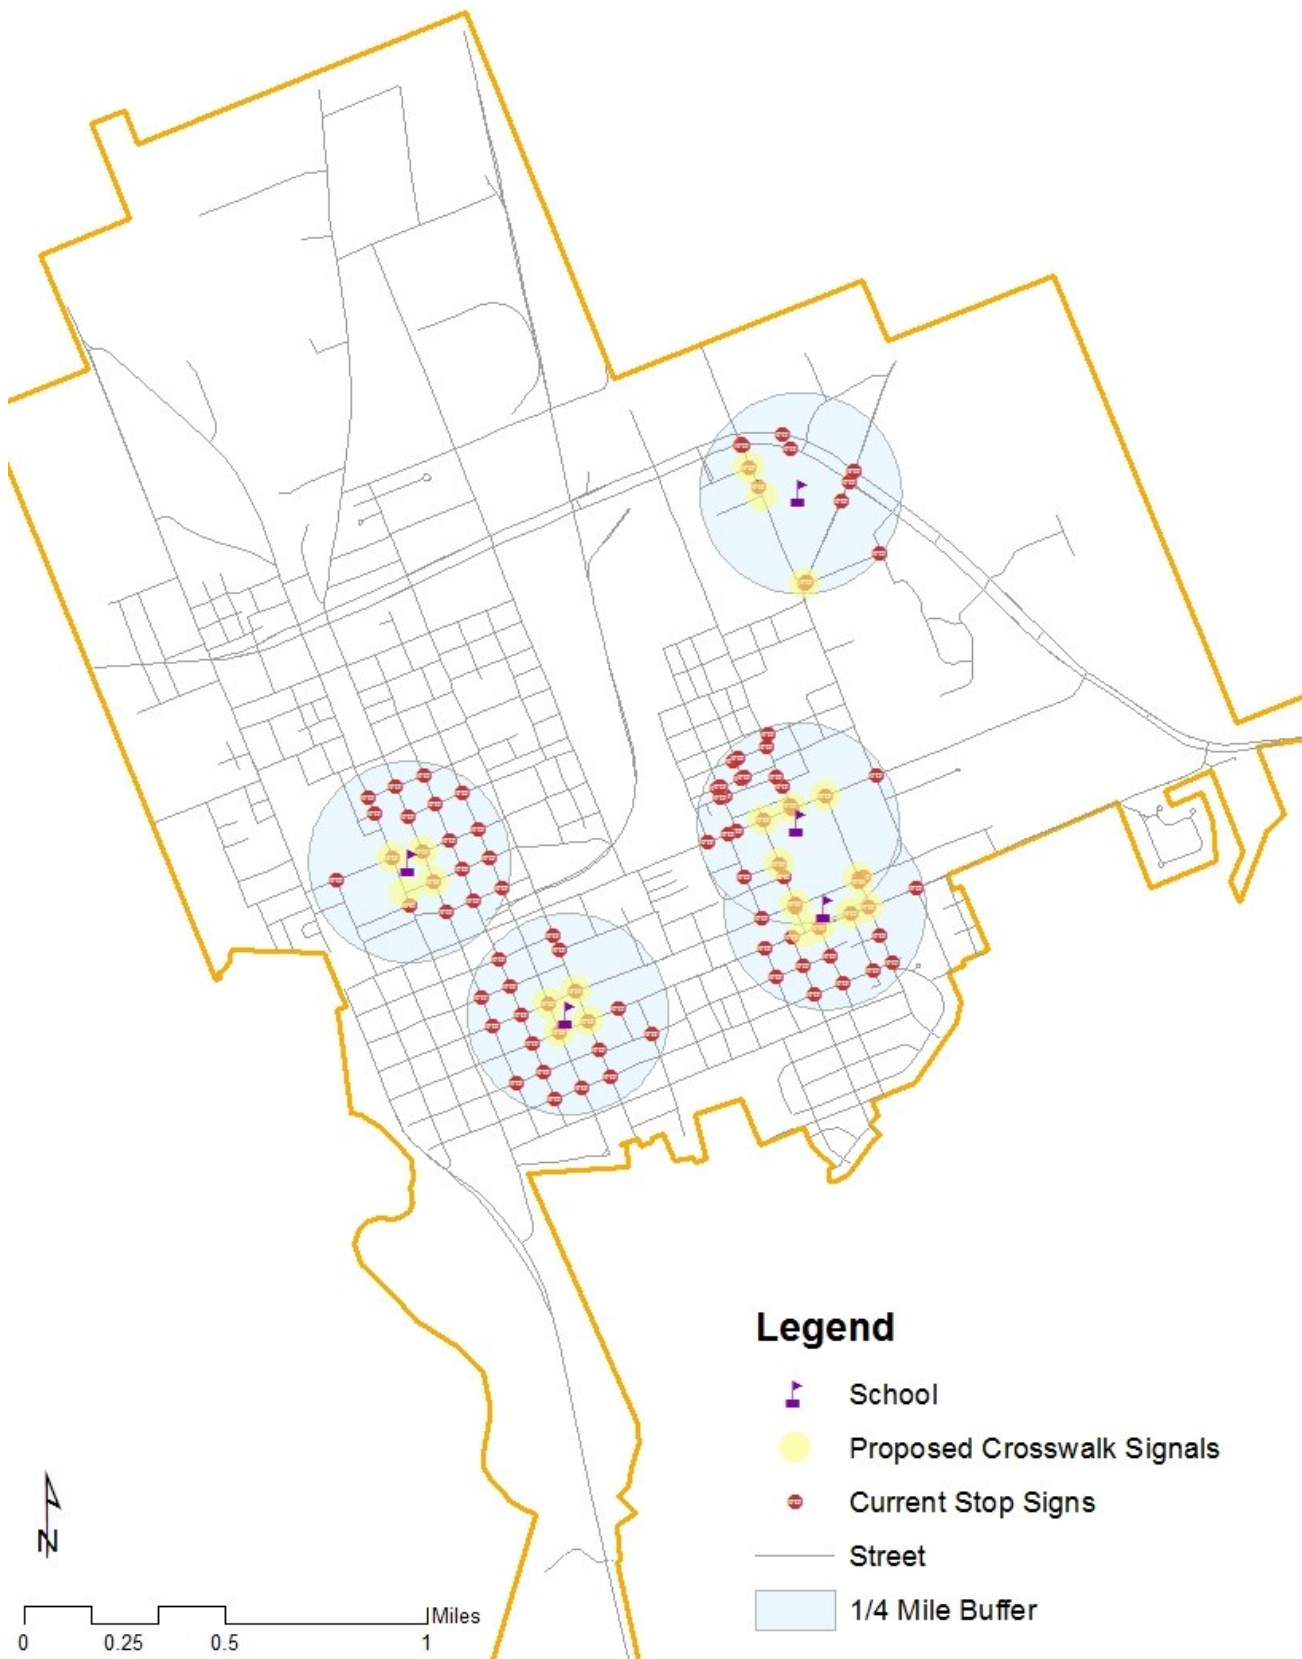 Legend
School
Proposed Crosswalk Signals
Current Stop Signs
Street
1/4 Mile Buffer
N
Miles
0 0.25 0.5 1